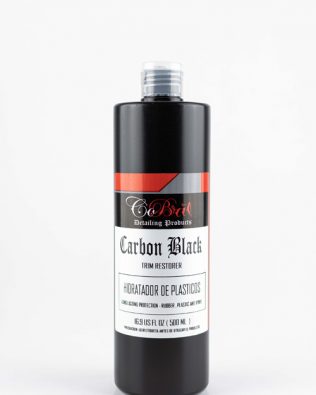 CoBril
Detailing Products
Carbon Black
TRIM RESTORER
HIDRATADOR DE PLASTICOS
LONG LASTING PROTECTION - RUBBER, PLASTIC AND VINYL
16.9 US.FL OZ ( 500 ML )